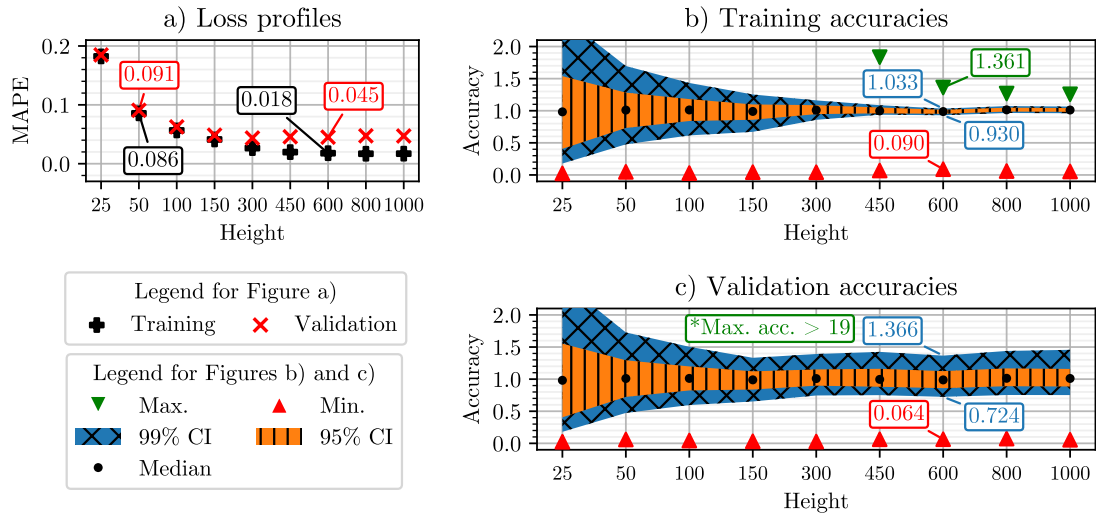 a) Loss profiles
MAPE
0.2
0.1
0.0
0.091
0.086
0.018
0.045
25 50 100 150 300 450 600 800 1000
Height
b) Training accuracies
Accuracy
2.0
1.5
1.0
0.5
0.0
1.361
1.033
0.930
0.090
25 50 100 150 300 450 600 800 1000
Height
Legend for Figure a)
Training Validation
Legend for Figures b) and c)
Max. Min.
99% CI 95% CI
Median
c) Validation accuracies
Accuracy
2.0
1.5
1.0
0.5
0.0
*Max. acc. > 19
1.366
0.064
0.724
25 50 100 150 300 450 600 800 1000
Height